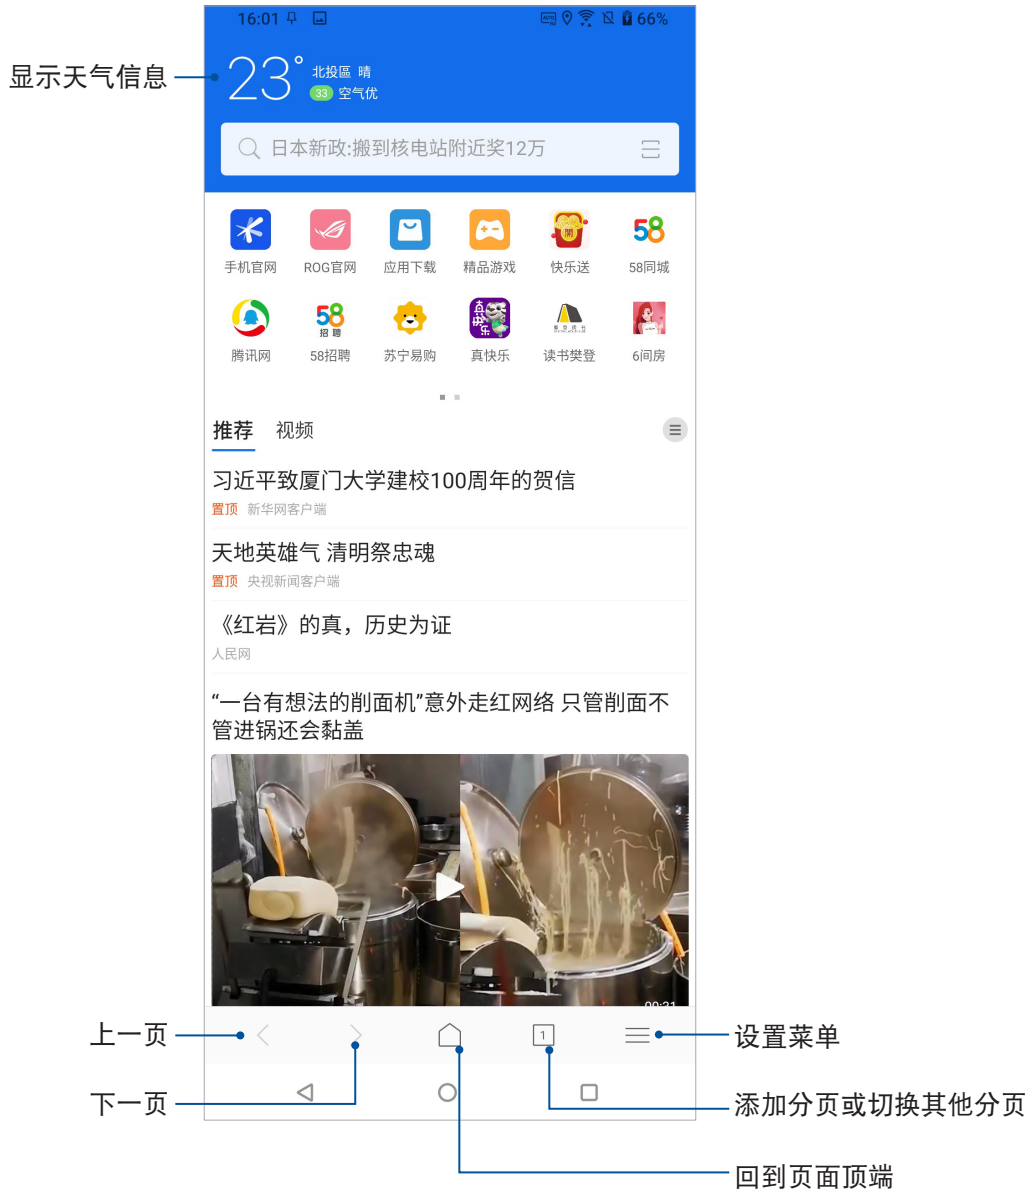 16:01
66%
显示天气信息
23°
北投區 晴
33 空气优
日本新政:搬到核电站附近奖12万
手机官网 ROG官网 应用下载 精品游戏 快乐送 58同城
腾讯网 58招聘 苏宁易购 真快乐 读书樊登 6间房
推荐 视频
习近平致厦门大学建校100周年的贺信
置顶 新华网客户端
天地英雄气 清明祭忠魂
置顶 央视新闻客户端
《红岩》的真，历史为证
人民网
“一台有想法的削面机”意外走红网络 只管削面不
管进锅还会黏盖
上一页
1
设置菜单
下一页
添加分页或切换其他分页
回到页面顶端